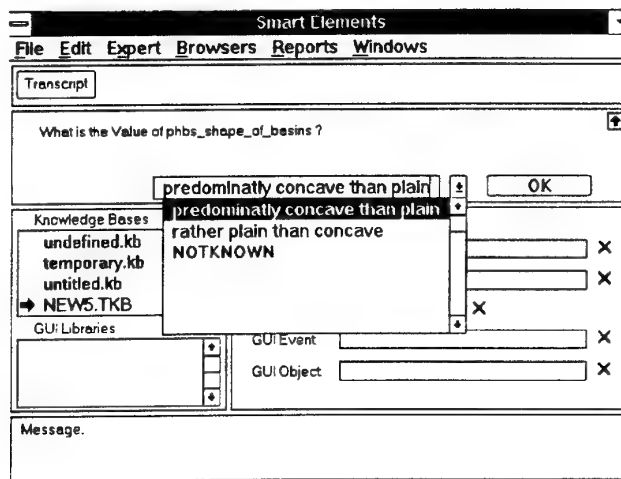 Smart Elements
File Edit Expert Browsers Reports Windows
Transcript
What is the Value of phbs_shape_of_basins ?
predominatly concave than plain
OK
predominatly concave than plain
rather plain than concave
NOTKNOWN
Knowledge Bases
undefined.kb
temporary.kb
untitled.kb
NEW5.TKB
GUI Libraries
GUI Event
GUI Object
Message.